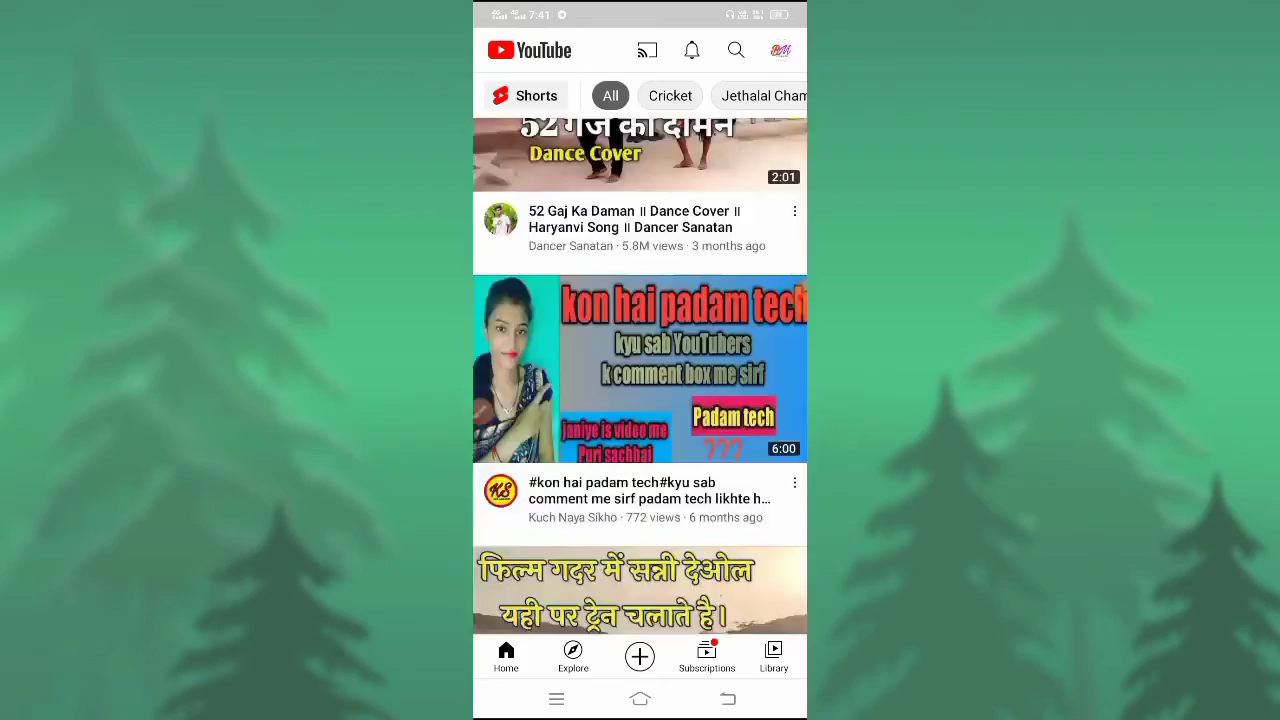 7:41
YouTube
Shorts
All
Cricket
Jethalal Cham
52 गज का दामन
Dance Cover
2:01
52 Gaj Ka Daman ॥ Dance Cover ॥
Haryanvi Song ॥ Dancer Sanatan
Dancer Sanatan · 5.8M views · 3 months ago
kon hai padam tech
kyu sab YouTubers
k comment box me sirf
Padam tech
janiye is video me
Puri sachhai
???
6:00
KS
#kon hai padam tech#kyu sab
comment me sirf padam tech likhte h...
Kuch Naya Sikho · 772 views · 6 months ago
फिल्म गदर में सन्नी देओल
यही पर ट्रेन चलाते है।
Home
Explore
Subscriptions
Library